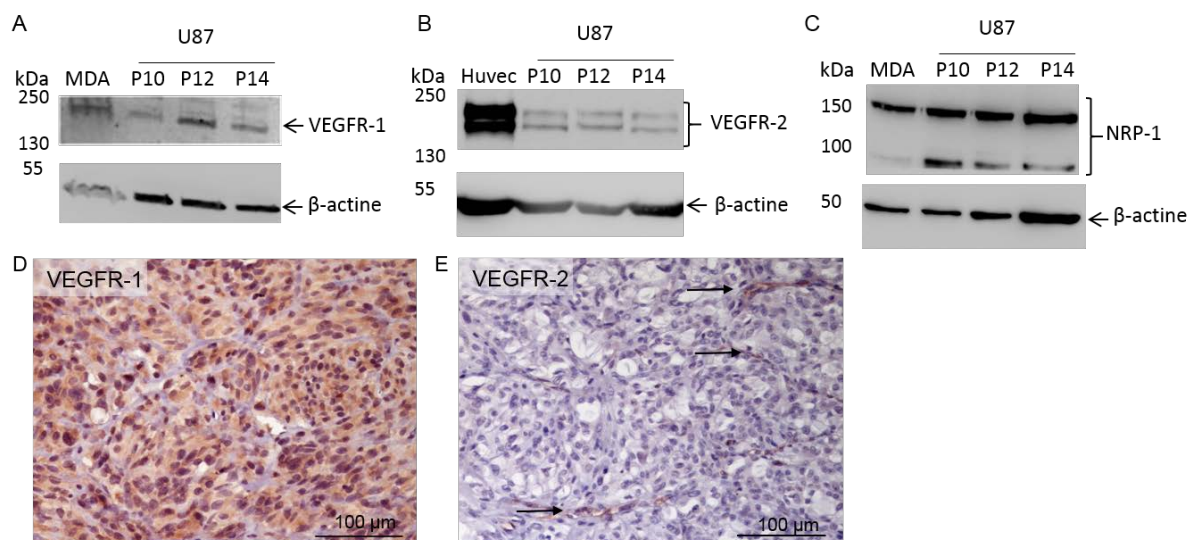 A
U87
kDa MDA P10 P12 P14
250
VEGFR-1
130
55
β-actine
B
U87
kDa Huvec P10 P12 P14
250
VEGFR-2
130
55
β-actine
C
U87
kDa MDA P10 P12 P14
150
100
NRP-1
50
β-actine
D VEGFR-1
100 µm
E VEGFR-2
100 µm